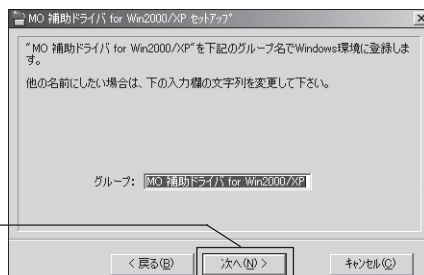 MO 補助ドライバ for Win2000/XP セットアップ
"MO 補助ドライバ for Win2000/XP"を下記のグループ名でWindows環境に登録しま
す。
他の名前にしたい場合は、下の入力欄の文字列を変更して下さい。
グループ: MO 補助ドライバ for Win2000/XP
< 戻る(B) 次へ(N) > キャンセル(C)